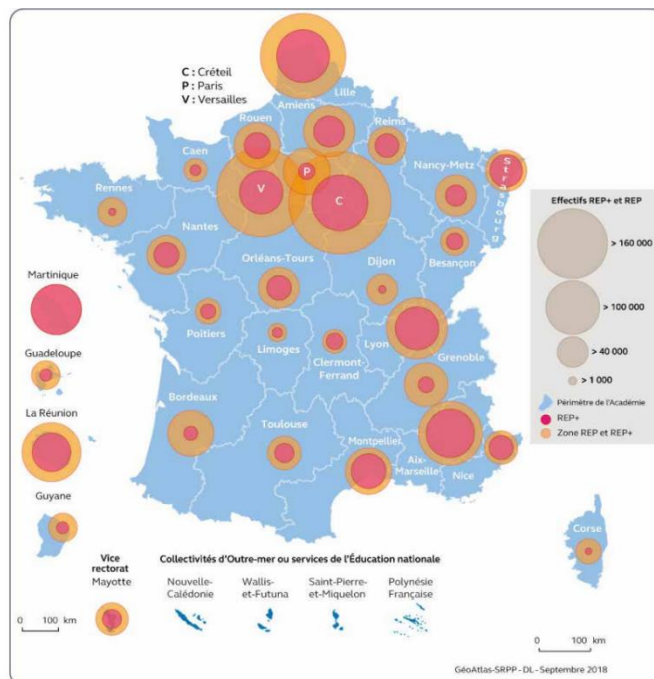 C : Créteil
P : Paris
V : Versailles
Lille
Amiens
Rouen
Reims
Caen
Nancy-Metz
Strasbourg
P
Rennes
V
C
Nantes
Besançon
Orléans-Tours
Dijon
Martinique
Poitiers
Limoges
Clermont-
Ferrand
Lyon
Grenoble
Guadeloupe
Bordeaux
La Réunion
Toulouse
Montpellier
Aix-
Marseille
Nice
Guyane
Corse
Effectifs REP+ et REP
> 160 000
> 100 000
> 40 000
> 1 000
Périmètre de l'Académie
REP+
Zone REP et REP+
Vice
rectorat
Mayotte
Collectivités d'Outre-mer ou services de l'Éducation nationale
Nouvelle-
Calédonie
Wallis-
et-Futuna
Saint-Pierre-
et-Miquelon
Polynésie
Française
0 100 km
0 100 km
GéoAtlas-SRPP - DL - Septembre 2018